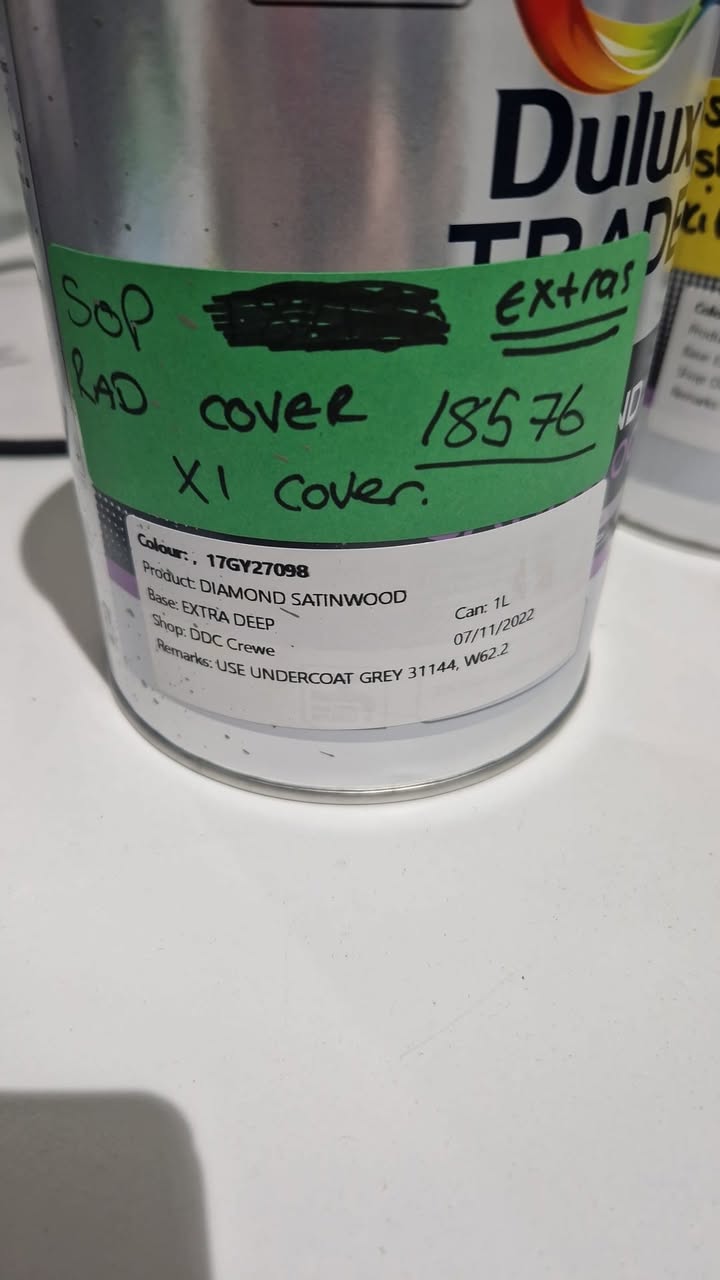 Dulux
TRADE
SOP extras
RAD COVER 18576
X1 Cover.
Colour: , 17GY27098
Product: DIAMOND SATINWOOD
Base: EXTRA DEEP Can: 1L
Shop: DDC Crewe 07/11/2022
Remarks: USE UNDERCOAT GREY 31144, W62.2